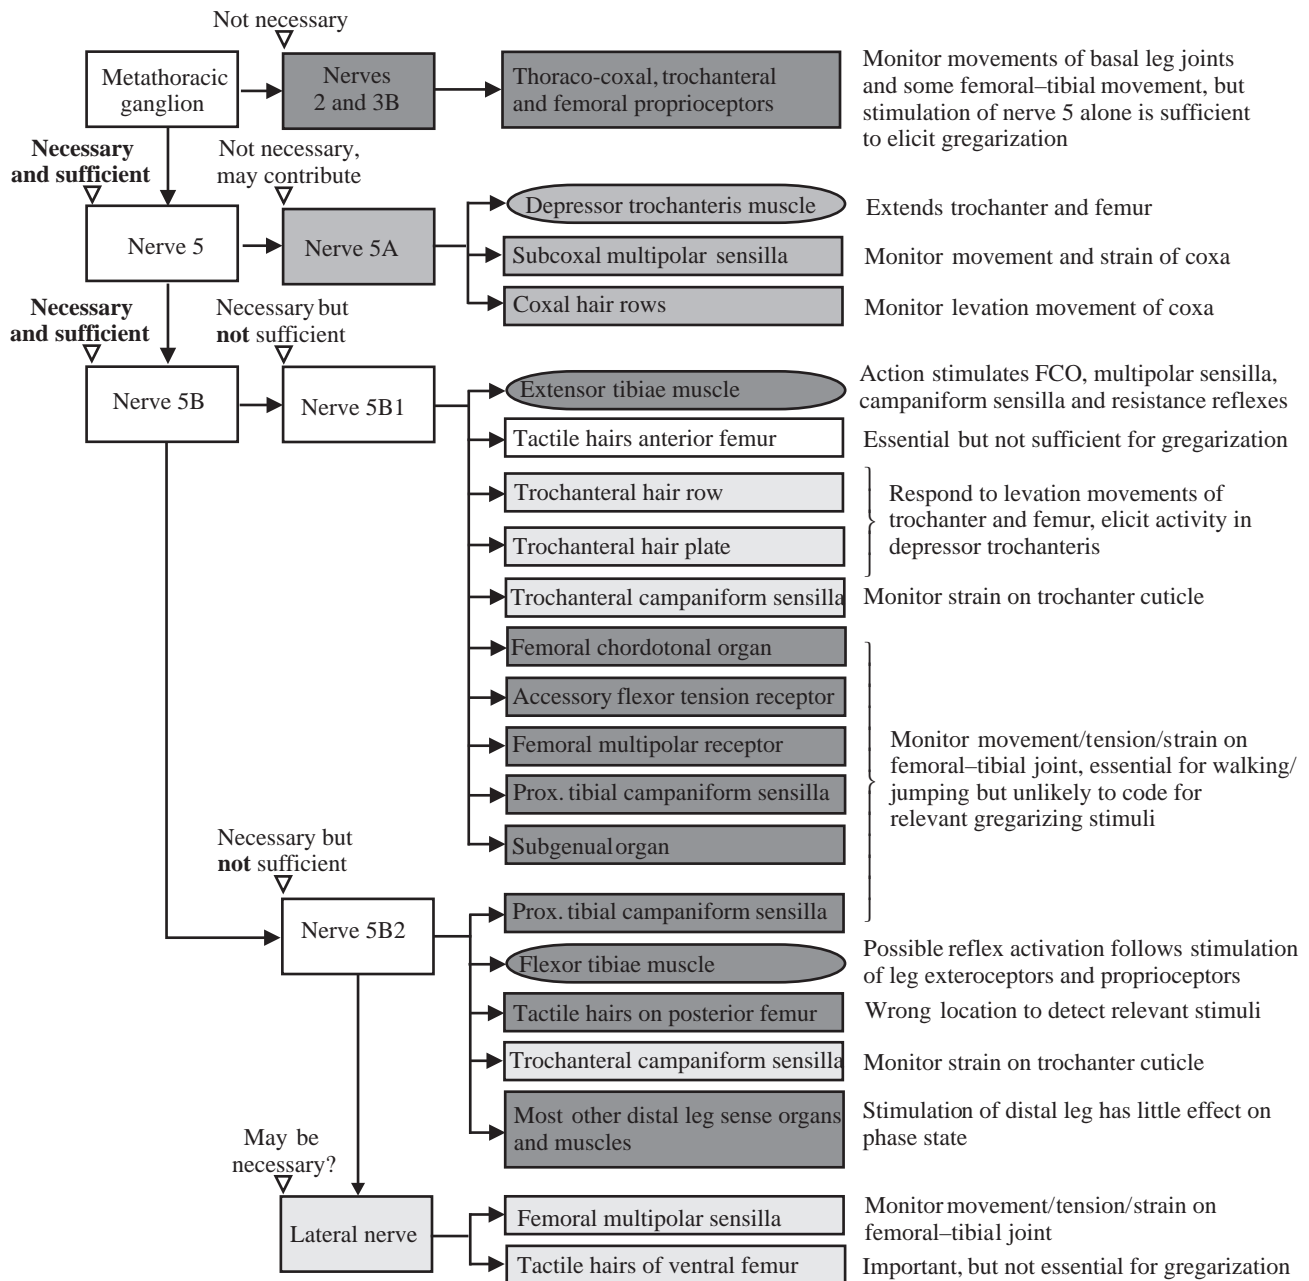 Not necessary
Metathoracic
ganglion
Nerves
2 and 3B
Thoraco-coxal, trochanteral
and femoral proprioceptors
Monitor movements of basal leg joints
and some femoral–tibial movement, but
stimulation of nerve 5 alone is sufficient
to elicit gregarization
Necessary
and sufficient
Not necessary,
may contribute
Nerve 5
Nerve 5A
Depressor trochanteris muscle
Extends trochanter and femur
Subcoxal multipolar sensilla
Monitor movement and strain of coxa
Coxal hair rows
Monitor levation movement of coxa
Necessary
and sufficient
Necessary but
not sufficient
Nerve 5B
Nerve 5B1
Extensor tibiae muscle
Action stimulates FCO, multipolar sensilla,
campaniform sensilla and resistance reflexes
Tactile hairs anterior femur
Essential but not sufficient for gregarization
Trochanteral hair row
Trochanteral hair plate
Respond to levation movements of
trochanter and femur, elicit activity in
depressor trochanteris
Trochanteral campaniform sensilla
Monitor strain on trochanter cuticle
Femoral chordotonal organ
Accessory flexor tension receptor
Femoral multipolar receptor
Prox. tibial campaniform sensilla
Subgenual organ
Monitor movement/tension/strain on
femoral–tibial joint, essential for walking/
jumping but unlikely to code for
relevant gregarizing stimuli
Necessary but
not sufficient
Nerve 5B2
Prox. tibial campaniform sensilla
Flexor tibiae muscle
Possible reflex activation follows stimulation
of leg exteroceptors and proprioceptors
Tactile hairs on posterior femur
Wrong location to detect relevant stimuli
Trochanteral campaniform sensilla
Monitor strain on trochanter cuticle
Most other distal leg sense organs
and muscles
Stimulation of distal leg has little effect on
phase state
May be
necessary?
Lateral nerve
Femoral multipolar sensilla
Monitor movement/tension/strain on
femoral–tibial joint
Tactile hairs of ventral femur
Important, but not essential for gregarization